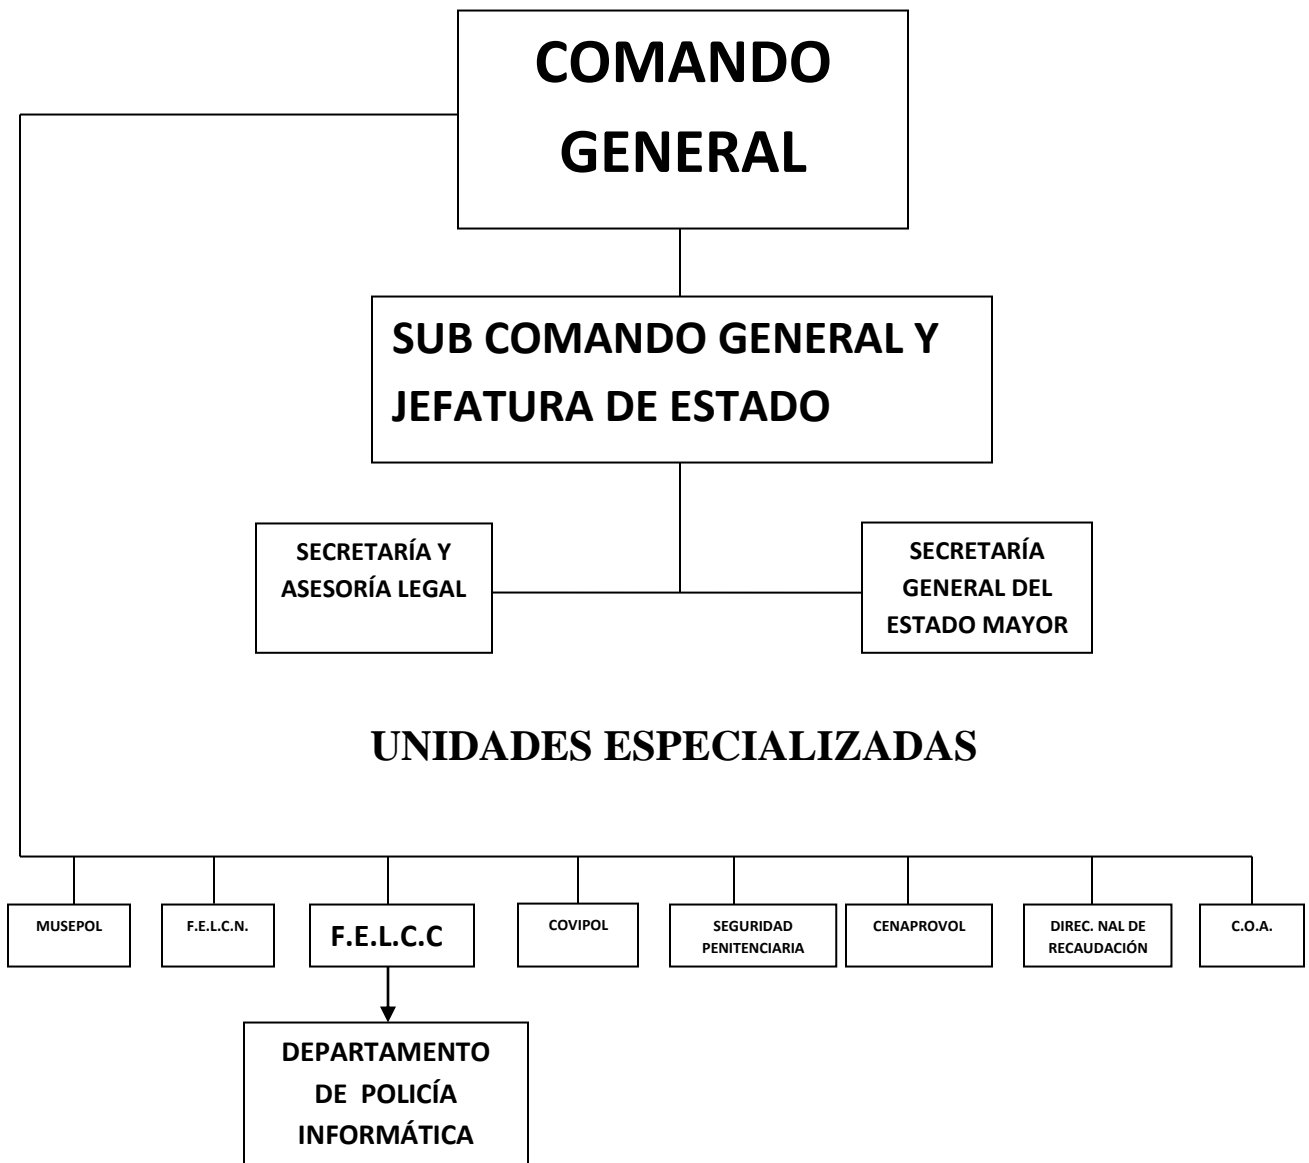 COMANDO
GENERAL
SUB COMANDO GENERAL Y
JEFATURA DE ESTADO
SECRETARÍA Y
ASESORÍA LEGAL
SECRETARÍA
GENERAL DEL
ESTADO MAYOR
UNIDADES ESPECIALIZADAS
MUSEPOL
F.E.L.C.N.
F.E.L.C.C
COVIPOL
SEGURIDAD
PENITENCIARIA
CENAPROVOL
DIREC. NAL DE
RECAUDACIÓN
C.O.A.
DEPARTAMENTO
DE POLICÍA
INFORMÁTICA